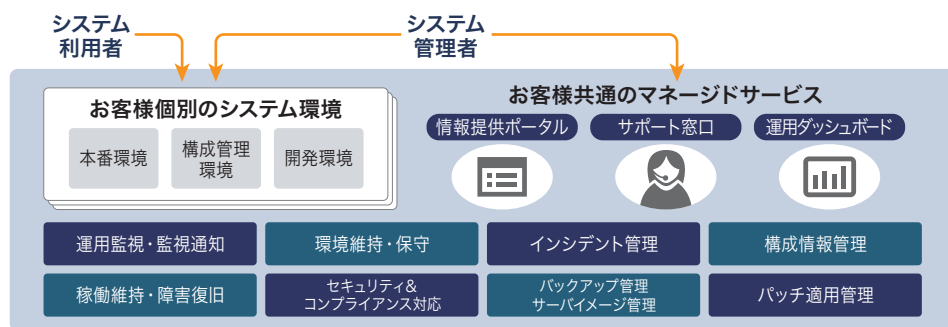 システム
利用者
システム
管理者
お客様個別のシステム環境
本番環境
構成管理
環境
開発環境
お客様共通のマネージドサービス
情報提供ポータル
サポート窓口
運用ダッシュボード
運用監視・監視通知
環境維持・保守
インシデント管理
構成情報管理
稼働維持・障害復旧
セキュリティ&
コンプライアンス対応
バックアップ管理
サーバイメージ管理
パッチ適用管理